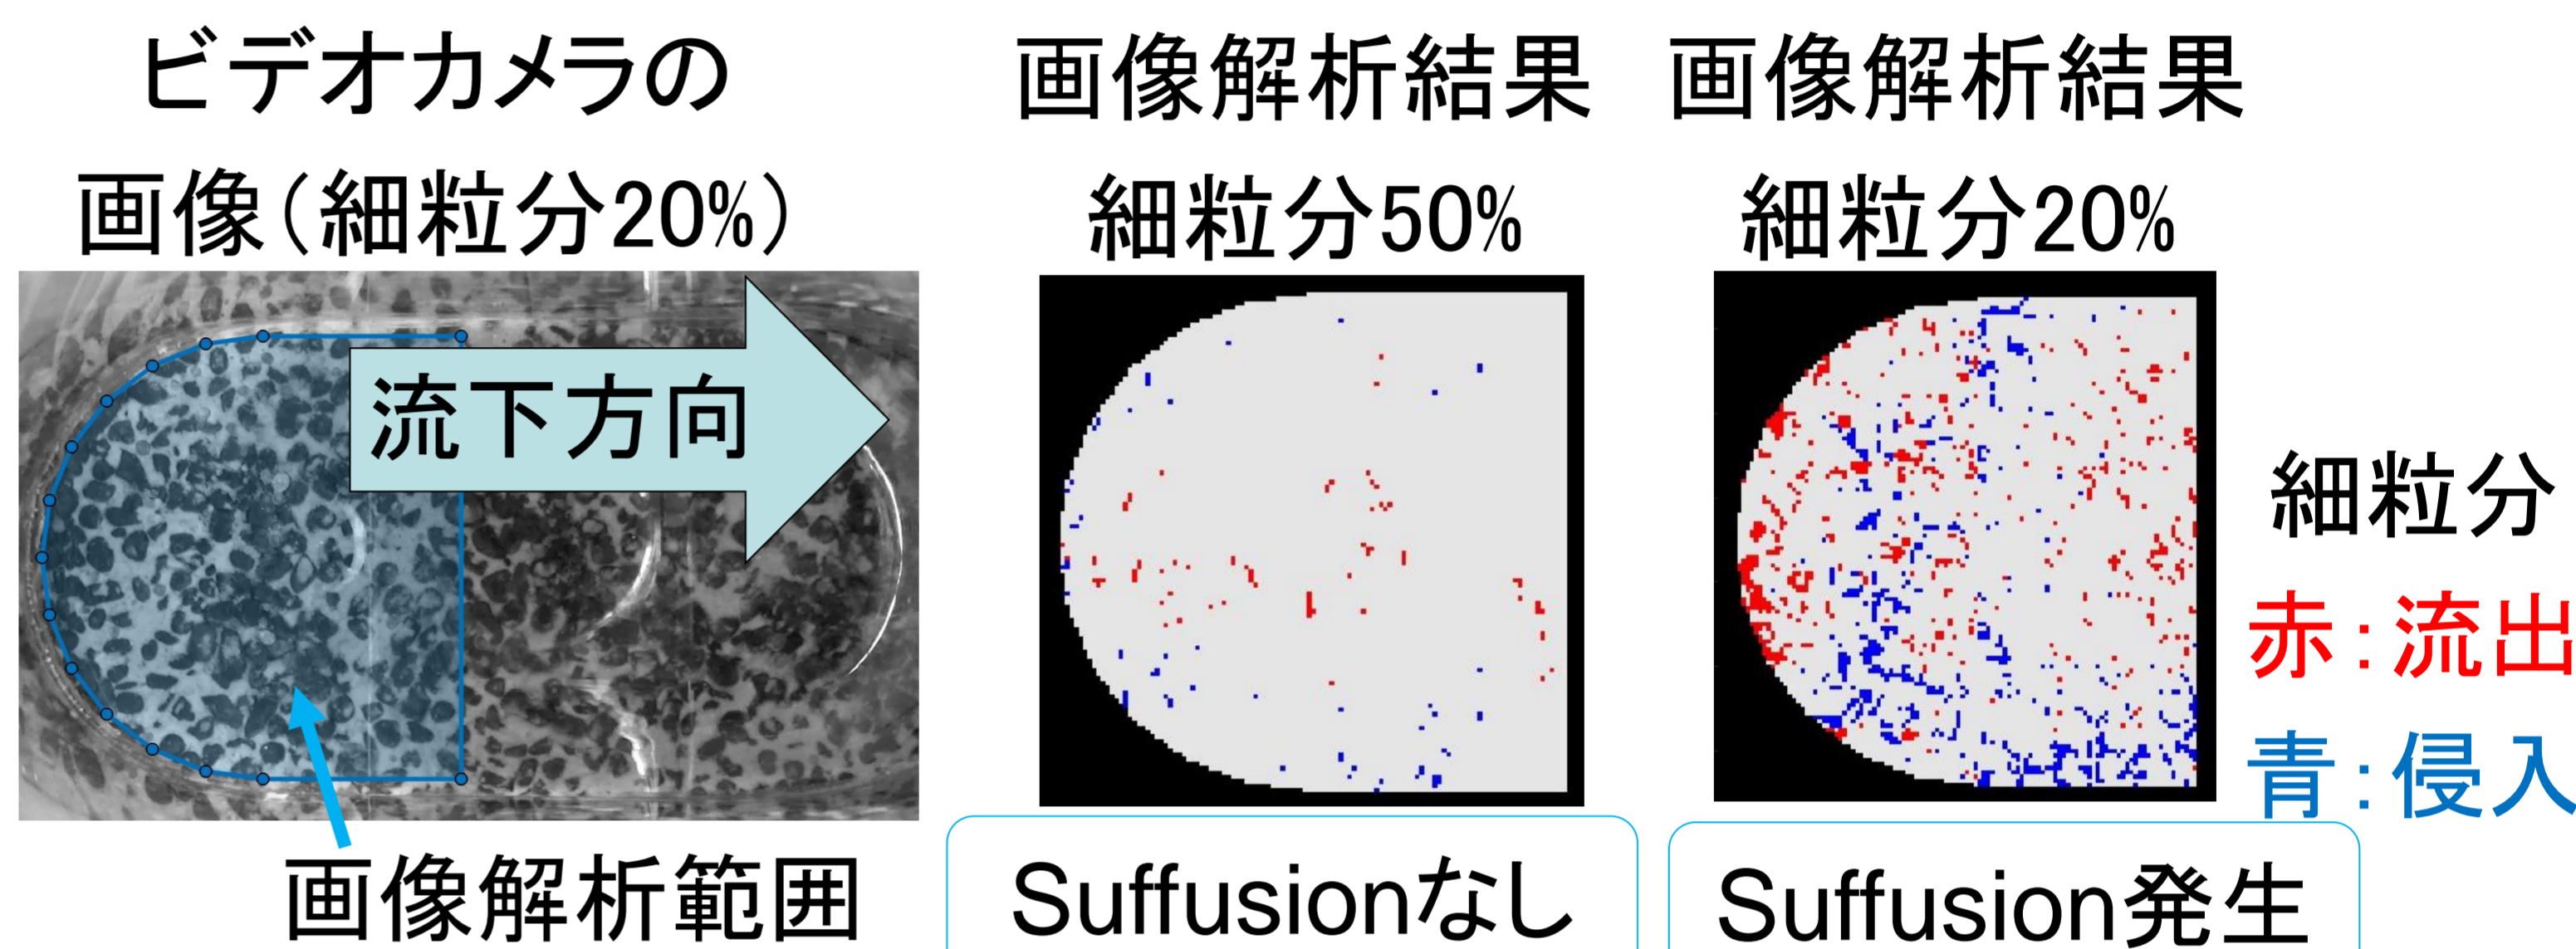 ビデオカメラの
画像（細粒分20%）
流下方向
画像解析範囲
画像解析結果
細粒分50%
Suffusionなし
画像解析結果
細粒分20%
Suffusion発生
細粒分
赤：流出
青：侵入